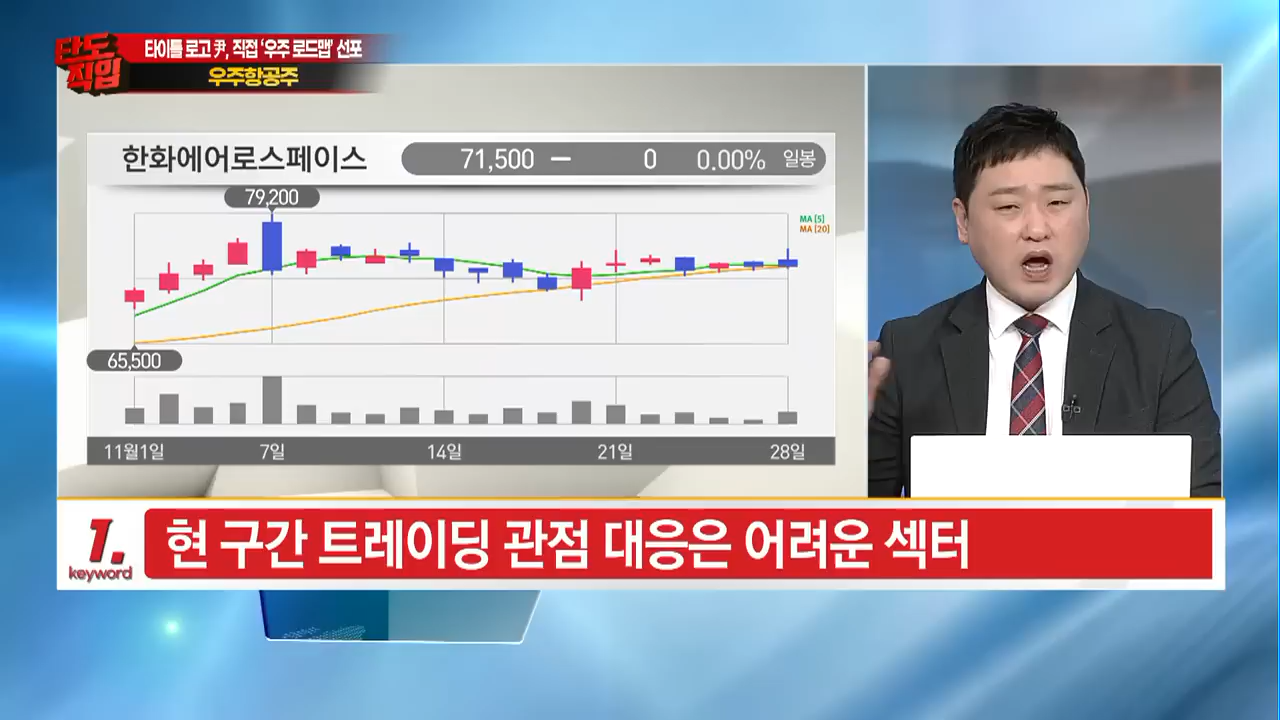 단도
직입
타이틀 로고 尹, 직접 '우주 로드맵' 선포
우주항공주
한화에어로스페이스 71,500 0 0.00% 일봉
79,200
MA [5]
MA [20]
65,500
11월1일 7일 14일 21일 28일
1.
keyword
현 구간 트레이딩 관점 대응은 어려운 섹터